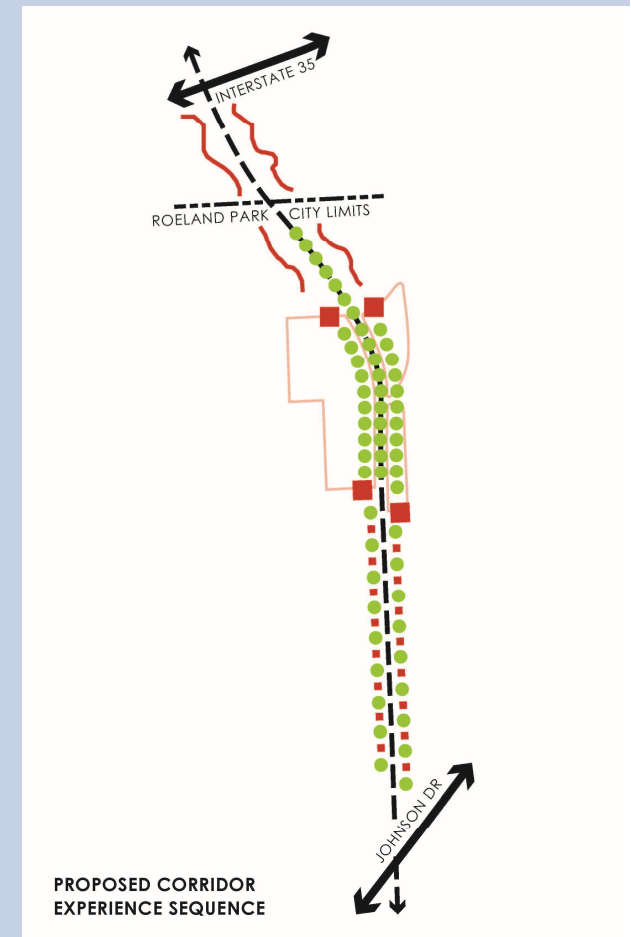 INTERSTATE 35
ROELAND PARK CITY LIMITS
JOHNSON DR
PROPOSED CORRIDOR
EXPERIENCE SEQUENCE